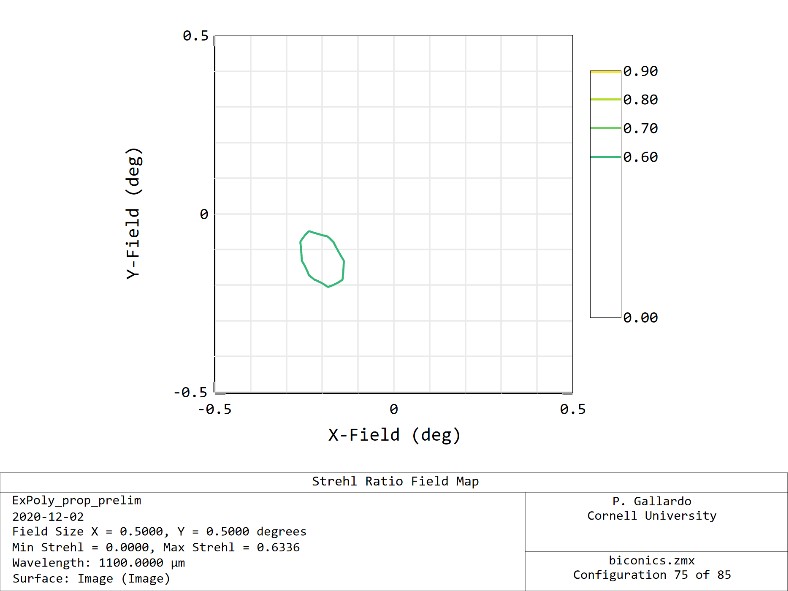 0.5
0
-0.5
Y-Field (deg)
-0.5 0 0.5
X-Field (deg)
0.90
0.80
0.70
0.60
0.00
Strehl Ratio Field Map
ExPoly_prop_prelim
2020-12-02
Field Size X = 0.5000, Y = 0.5000 degrees
Min Strehl = 0.0000, Max Strehl = 0.6336
Wavelength: 1100.0000 µm
Surface: Image (Image)
P. Gallardo
Cornell University
biconics.zmx
Configuration 75 of 85